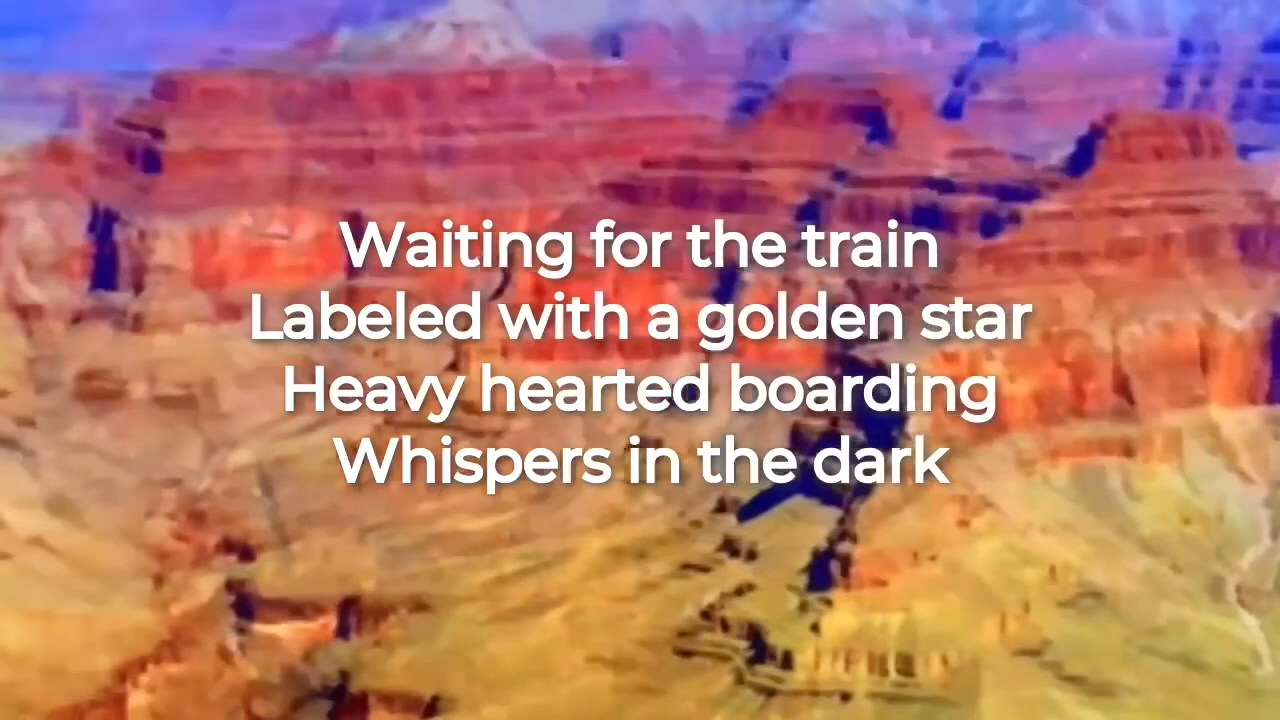 Waiting for the train
Labeled with a golden star
Heavy hearted boarding
Whispers in the dark